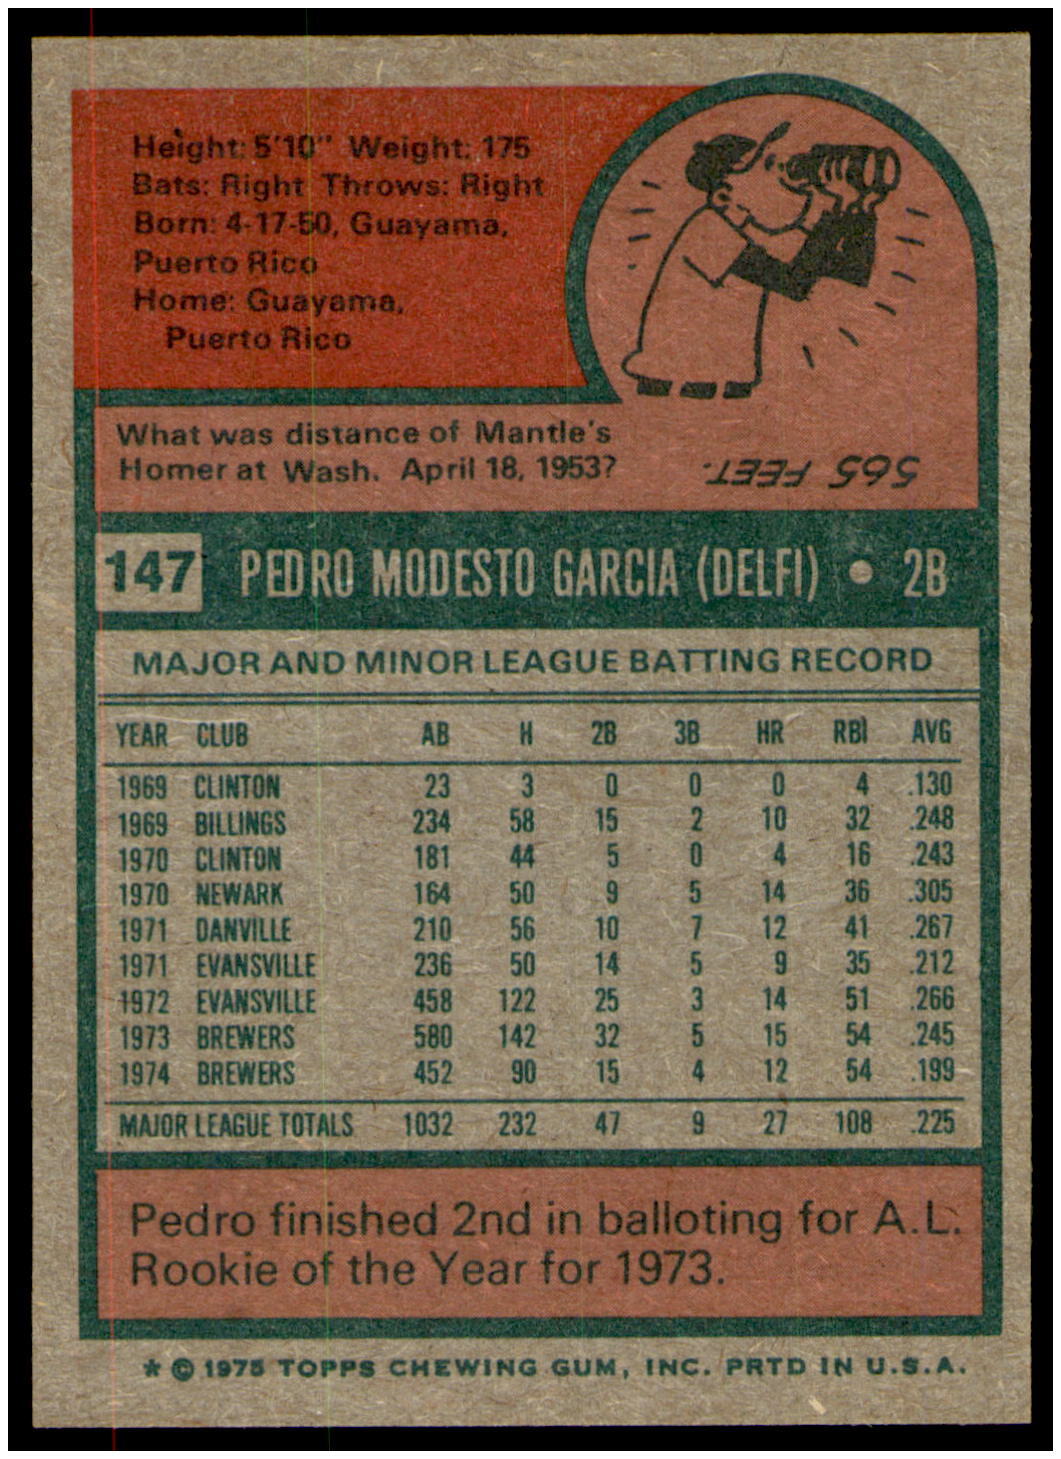 Height: 5'10" Weight: 175
Bats: Right Throws: Right
Born: 4-17-50, Guayama,
Puerto Rico
Home: Guayama,
Puerto Rico
What was distance of Mantle's
Homer at Wash. April 18, 1953?
565 FEET.
147 PEDRO MODESTO GARCIA (DELFI) • 2B
MAJOR AND MINOR LEAGUE BATTING RECORD
YEAR CLUB AB H 2B 3B HR RBI AVG
1969 CLINTON 23 3 0 0 0 4 .130
1969 BILLINGS 234 58 15 2 10 32 .248
1970 CLINTON 181 44 5 0 4 16 .243
1970 NEWARK 164 50 9 5 14 36 .305
1971 DANVILLE 210 56 10 7 12 41 .267
1971 EVANSVILLE 236 50 14 5 9 35 .212
1972 EVANSVILLE 458 122 25 3 14 51 .266
1973 BREWERS 580 142 32 5 15 54 .245
1974 BREWERS 452 90 15 4 12 54 .199
MAJOR LEAGUE TOTALS 1032 232 47 9 27 108 .225
Pedro finished 2nd in balloting for A.L.
Rookie of the Year for 1973.
* © 1975 TOPPS CHEWING GUM, INC. PRTD IN U.S.A.